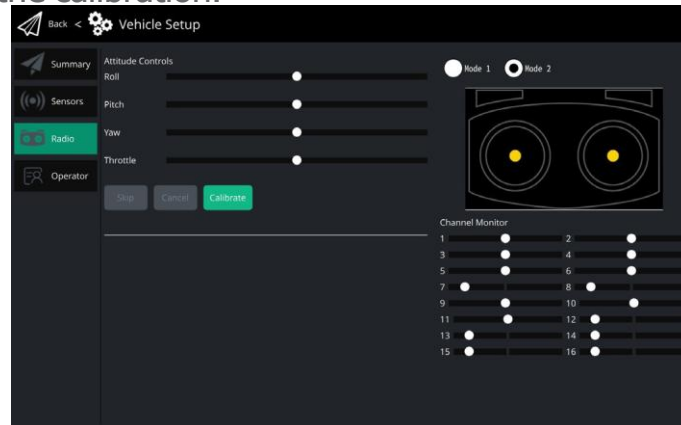 the calibration.
Back < Vehicle Setup
Summary
Sensors
Radio
Operator
Attitude Controls
Roll
Pitch
Yaw
Throttle
Skip Cancel Calibrate
Mode 1 Mode 2
Channel Monitor
1 2
3 4
5 6
7 8
9 10
11 12
13 14
15 16